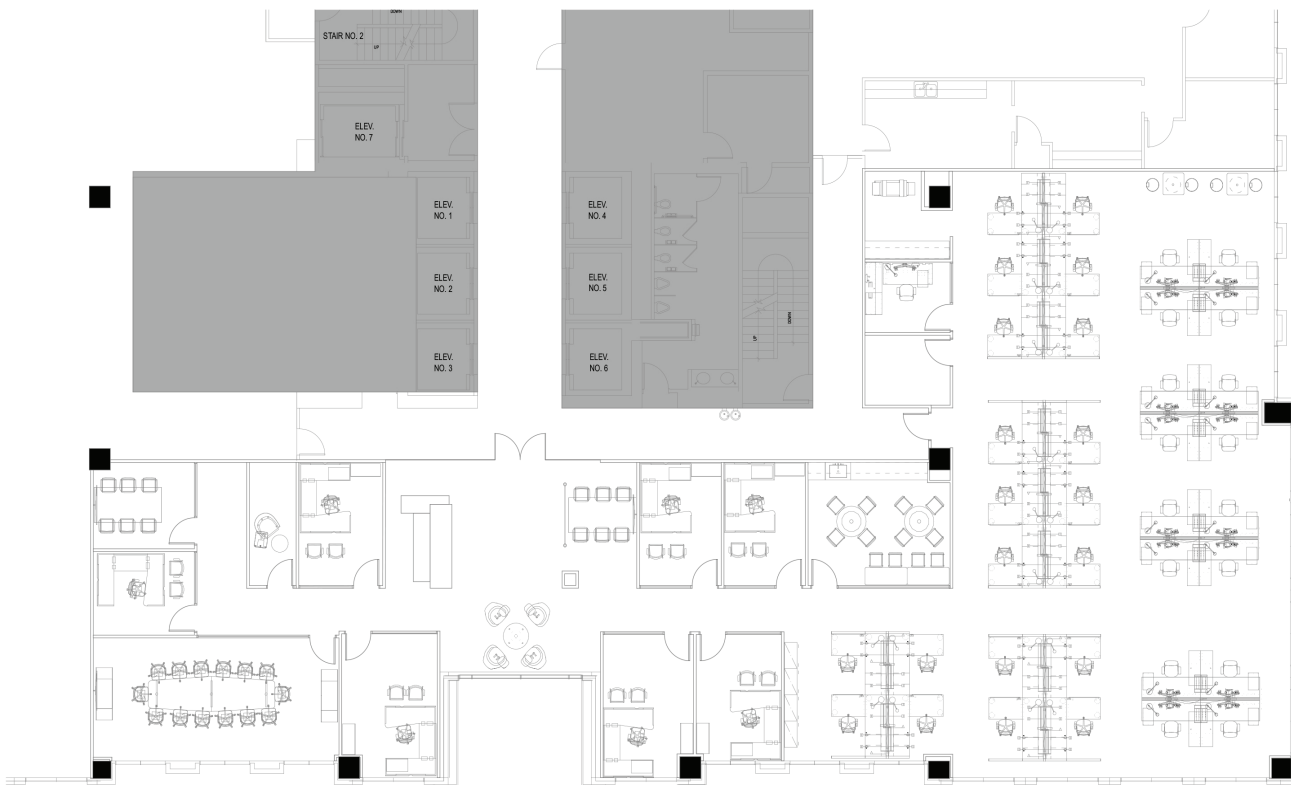 DOWN
STAIR NO. 2
UP
ELEV.
NO. 7
ELEV.
NO. 1
ELEV.
NO. 4
ELEV.
NO. 2
ELEV.
NO. 5
DOWN
UP
ELEV.
NO. 3
ELEV.
NO. 6